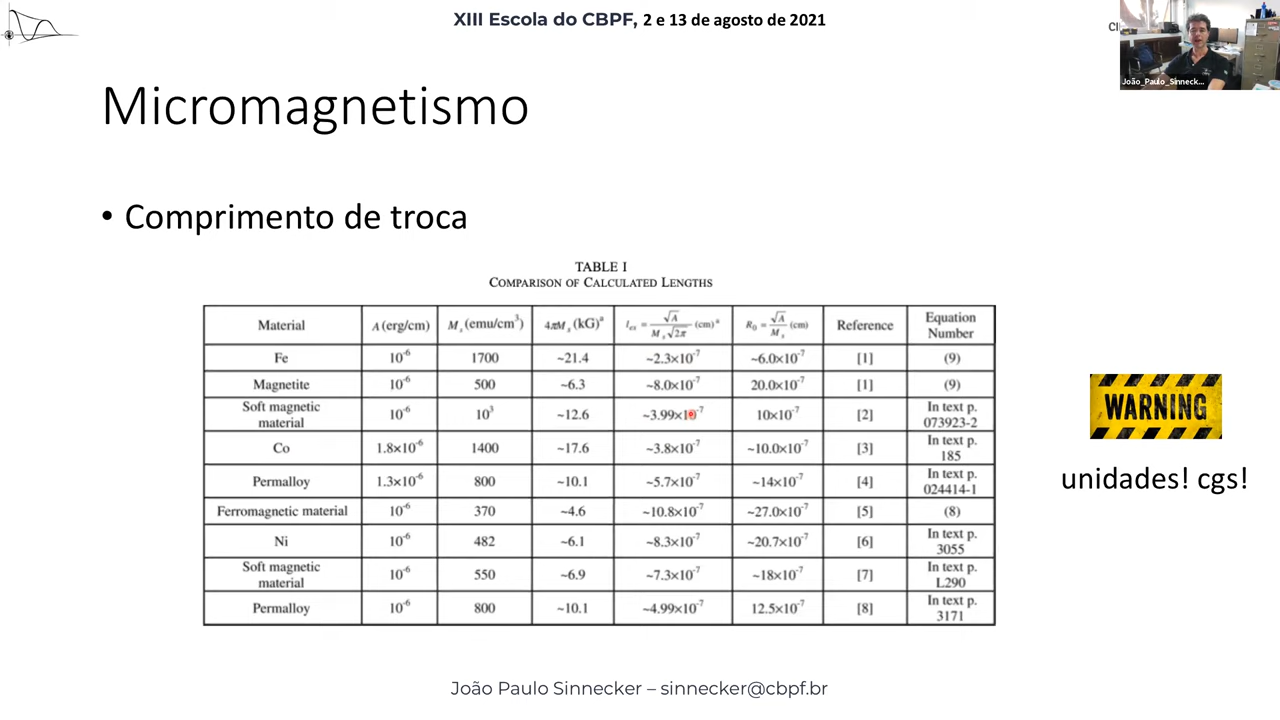 XIII Escola do CBPF, 2 e 13 de agosto de 2021
João_Paulo_Sinneck...
Micromagnetismo
• Comprimento de troca
TABLE I
COMPARISON OF CALCULATED LENGTHS
Material A (erg/cm) Mₛ (emu/cm³) 4πMₛ (kG)ᵃ lₑₓ = √A / Mₛ√2π (cm)ᵃ R₀ = √A / Mₛ (cm) Reference Equation Number
Fe 10⁻⁶ 1700 ~21.4 ~2.3×10⁻⁷ ~6.0×10⁻⁷ [1] (9)
Magnetite 10⁻⁶ 500 ~6.3 ~8.0×10⁻⁷ 20.0×10⁻⁷ [1] (9)
Soft magnetic material 10⁻⁶ 10³ ~12.6 ~3.99×10⁻⁷ 10×10⁻⁷ [2] In text p. 073923-2
Co 1.8×10⁻⁶ 1400 ~17.6 ~3.8×10⁻⁷ ~10.0×10⁻⁷ [3] In text p. 185
Permalloy 1.3×10⁻⁶ 800 ~10.1 ~5.7×10⁻⁷ ~14×10⁻⁷ [4] In text p. 024414-1
Ferromagnetic material 10⁻⁶ 370 ~4.6 ~10.8×10⁻⁷ ~27.0×10⁻⁷ [5] (8)
Ni 10⁻⁶ 482 ~6.1 ~8.3×10⁻⁷ ~20.7×10⁻⁷ [6] In text p. 3055
Soft magnetic material 10⁻⁶ 550 ~6.9 ~7.3×10⁻⁷ ~18×10⁻⁷ [7] In text p. L290
Permalloy 10⁻⁶ 800 ~10.1 ~4.99×10⁻⁷ 12.5×10⁻⁷ [8] In text p. 3171
WARNING
unidades! cgs!
João Paulo Sinnecker – sinnecker@cbpf.br